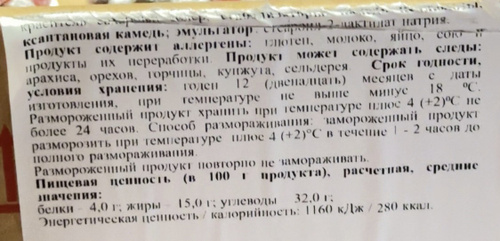 ксантановая камедь; эмульгатор: стеароил-2-лактилат натрия.
Продукт содержит аллергены: глютен, молоко, яйцо, сою и
продукты их переработки. Продукт может содержать следы:
арахиса, орехов, горчицы, кунжута, сельдерея. Срок годности,
условия хранения: годен 12 (двенадцать) месяцев с даты
изготовления, при температуре не выше минус 18 ºС.
Размороженный продукт хранить при температуре плюс 4 (+2)ºС не
более 24 часов. Способ размораживания: замороженный продукт
разморозить при температуре плюс 4 (+2)ºС в течение 1 - 2 часов до
полного размораживания.
Размороженный продукт повторно не замораживать.
Пищевая ценность (в 100 г продукта), расчетная, средние
значения:
белки - 4,0 г; жиры - 15,0 г; углеводы - 32,0 г;
Энергетическая ценность / калорийность: 1160 кДж / 280 ккал.